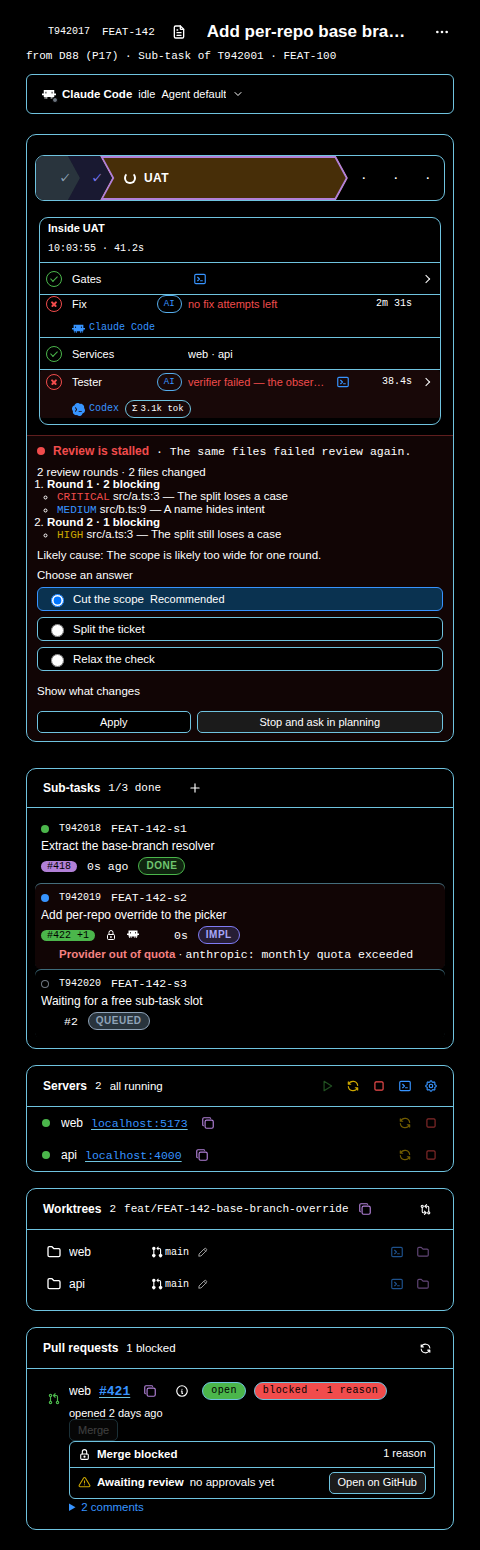 T942017 FEAT-142 Add per-repo base bra…
from D88 (P17) · Sub-task of T942001 · FEAT-100
Claude Code idle Agent default
UAT
Inside UAT
10:03:55 · 41.2s
Gates
Fix AI no fix attempts left 2m 31s
Claude Code
Services web · api
Tester AI verifier failed — the obser… 38.4s
Codex Σ 3.1k tok
Review is stalled · The same files failed review again.
2 review rounds · 2 files changed
1. Round 1 · 2 blocking
CRITICAL src/a.ts:3 — The split loses a case
MEDIUM src/b.ts:9 — A name hides intent
2. Round 2 · 1 blocking
HIGH src/a.ts:3 — The split still loses a case
Likely cause: The scope is likely too wide for one round.
Choose an answer
Cut the scope Recommended
Split the ticket
Relax the check
Show what changes
Apply Stop and ask in planning
Sub-tasks 1/3 done
T942018 FEAT-142-s1
Extract the base-branch resolver
#418 0s ago DONE
T942019 FEAT-142-s2
Add per-repo override to the picker
#422 +1 0s IMPL
Provider out of quota · anthropic: monthly quota exceeded
T942020 FEAT-142-s3
Waiting for a free sub-task slot
#2 QUEUED
Servers 2 all running
web localhost:5173
api localhost:4000
Worktrees 2 feat/FEAT-142-base-branch-override
web main
api main
Pull requests 1 blocked
web #421 open blocked · 1 reason
opened 2 days ago
Merge
Merge blocked 1 reason
Awaiting review no approvals yet Open on GitHub
2 comments